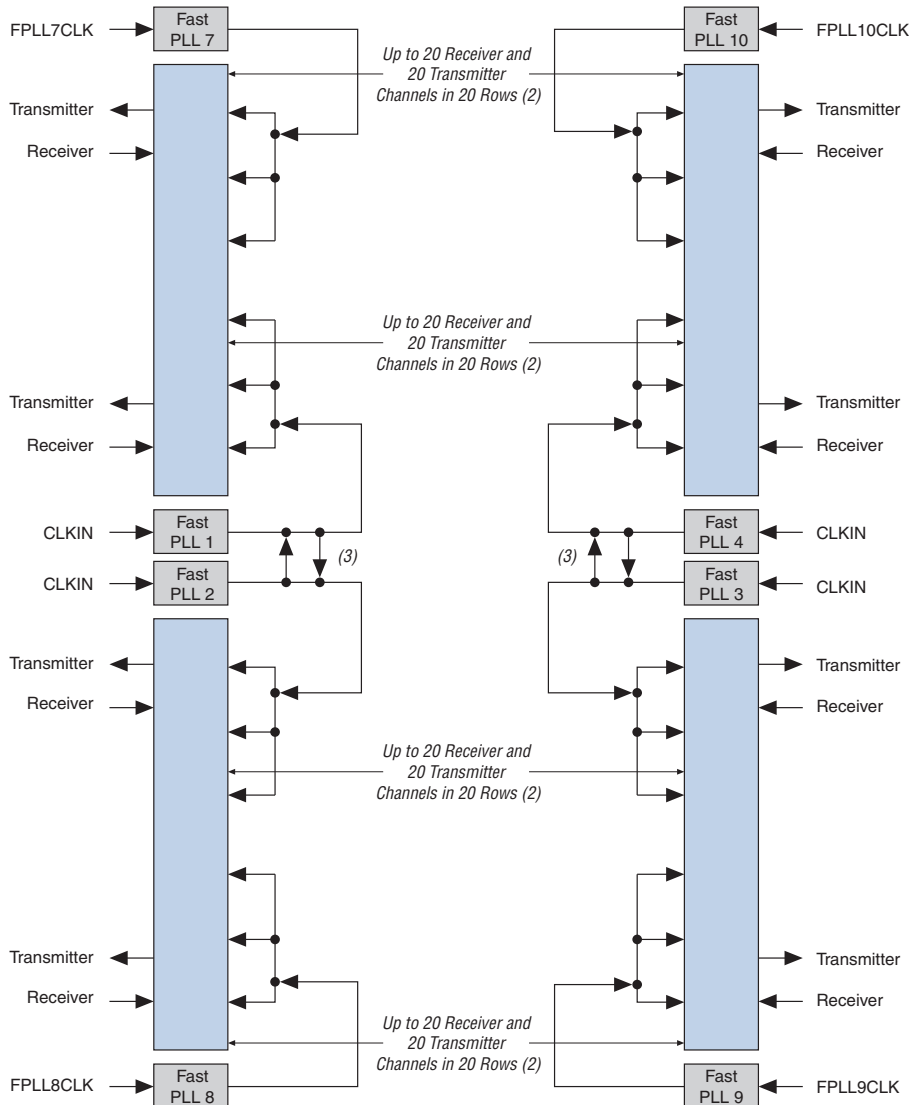 FPLL7CLK
Fast
PLL 7
Up to 20 Receiver and
20 Transmitter
Channels in 20 Rows (2)
Fast
PLL 10
FPLL10CLK
Transmitter
Receiver
Transmitter
Receiver
Up to 20 Receiver and
20 Transmitter
Channels in 20 Rows (2)
Transmitter
Receiver
Transmitter
Receiver
CLKIN
Fast
PLL 1
(3)
(3)
Fast
PLL 4
CLKIN
CLKIN
Fast
PLL 2
Fast
PLL 3
CLKIN
Transmitter
Receiver
Transmitter
Receiver
Up to 20 Receiver and
20 Transmitter
Channels in 20 Rows (2)
Transmitter
Receiver
Transmitter
Receiver
Up to 20 Receiver and
20 Transmitter
Channels in 20 Rows (2)
FPLL8CLK
Fast
PLL 8
Fast
PLL 9
FPLL9CLK